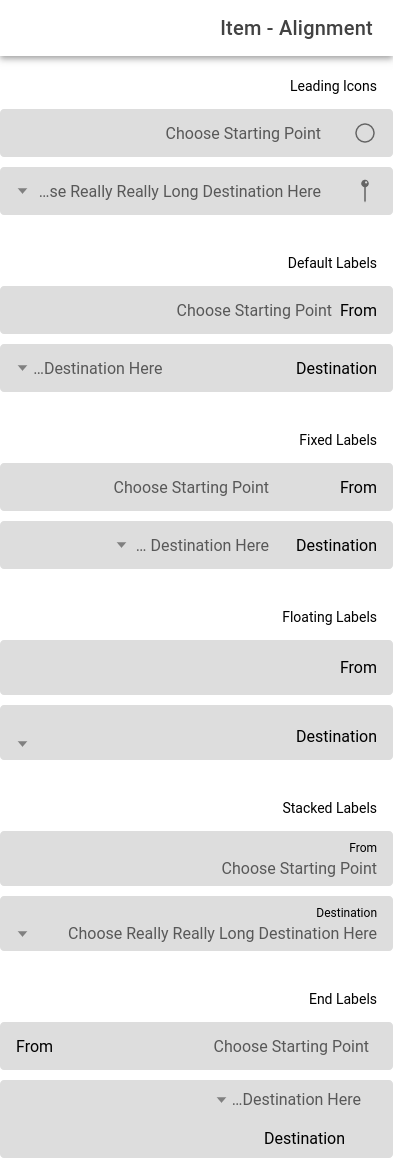 Item - Alignment
Leading Icons
Choose Starting Point
...se Really Really Long Destination Here
Default Labels
From Choose Starting Point
Destination ...Destination Here
Fixed Labels
From Choose Starting Point
Destination ... Destination Here
Floating Labels
From
Destination
Stacked Labels
From
Choose Starting Point
Destination
Choose Really Really Long Destination Here
End Labels
Choose Starting Point From
...Destination Here
Destination